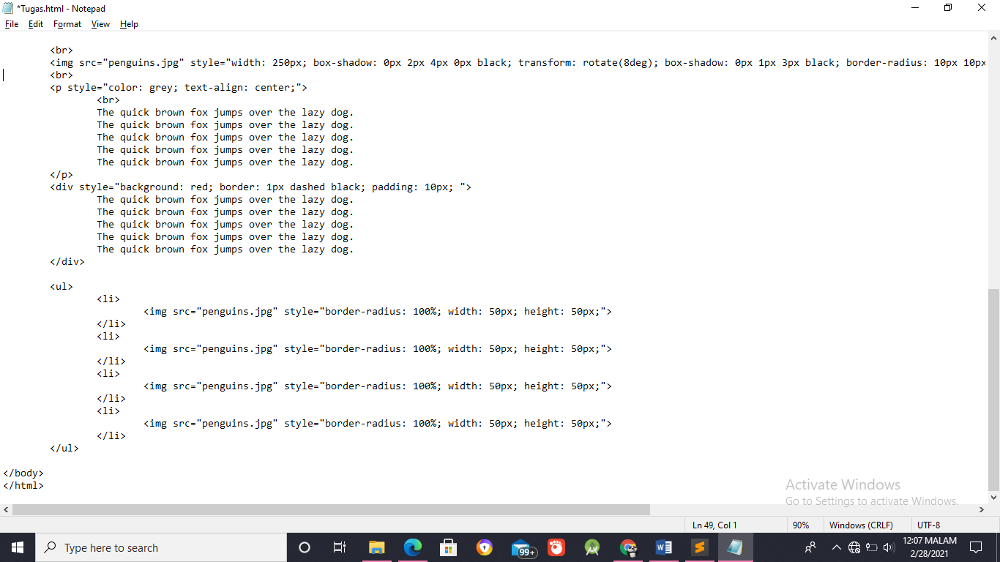 *Tugas.html - Notepad
File Edit Format View Help
<br>
<img src="penguins.jpg" style="width: 250px; box-shadow: 0px 2px 4px 0px black; transform: rotate(8deg); box-shadow: 0px 1px 3px black; border-radius: 10px 10px
<br>
<p style="color: grey; text-align: center;">
<br>
The quick brown fox jumps over the lazy dog.
The quick brown fox jumps over the lazy dog.
The quick brown fox jumps over the lazy dog.
The quick brown fox jumps over the lazy dog.
The quick brown fox jumps over the lazy dog.
</p>
<div style="background: red; border: 1px dashed black; padding: 10px; ">
The quick brown fox jumps over the lazy dog.
The quick brown fox jumps over the lazy dog.
The quick brown fox jumps over the lazy dog.
The quick brown fox jumps over the lazy dog.
The quick brown fox jumps over the lazy dog.
</div>
<ul>
<li>
<img src="penguins.jpg" style="border-radius: 100%; width: 50px; height: 50px;">
</li>
<li>
<img src="penguins.jpg" style="border-radius: 100%; width: 50px; height: 50px;">
</li>
<li>
<img src="penguins.jpg" style="border-radius: 100%; width: 50px; height: 50px;">
</li>
<li>
<img src="penguins.jpg" style="border-radius: 100%; width: 50px; height: 50px;">
</li>
</ul>
</body>
</html>
Activate Windows
Go to Settings to activate Windows.
Ln 49, Col 1 90% Windows (CRLF) UTF-8
Type here to search
99+
12:07 MALAM
2/28/2021